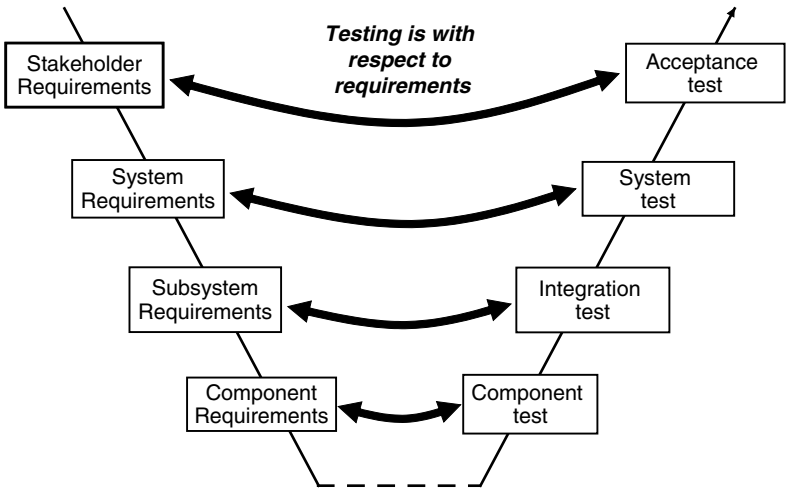 Testing is with
respect to
requirements
Stakeholder
Requirements
Acceptance
test
System
Requirements
System
test
Subsystem
Requirements
Integration
test
Component
Requirements
Component
test